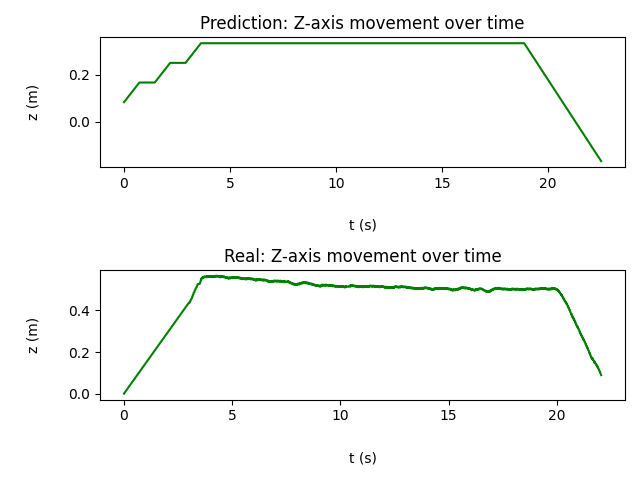 Prediction: Z-axis movement over time
z (m)
0.2
0.0
0 5 10 15 20
t (s)
Real: Z-axis movement over time
z (m)
0.4
0.2
0.0
0 5 10 15 20
t (s)